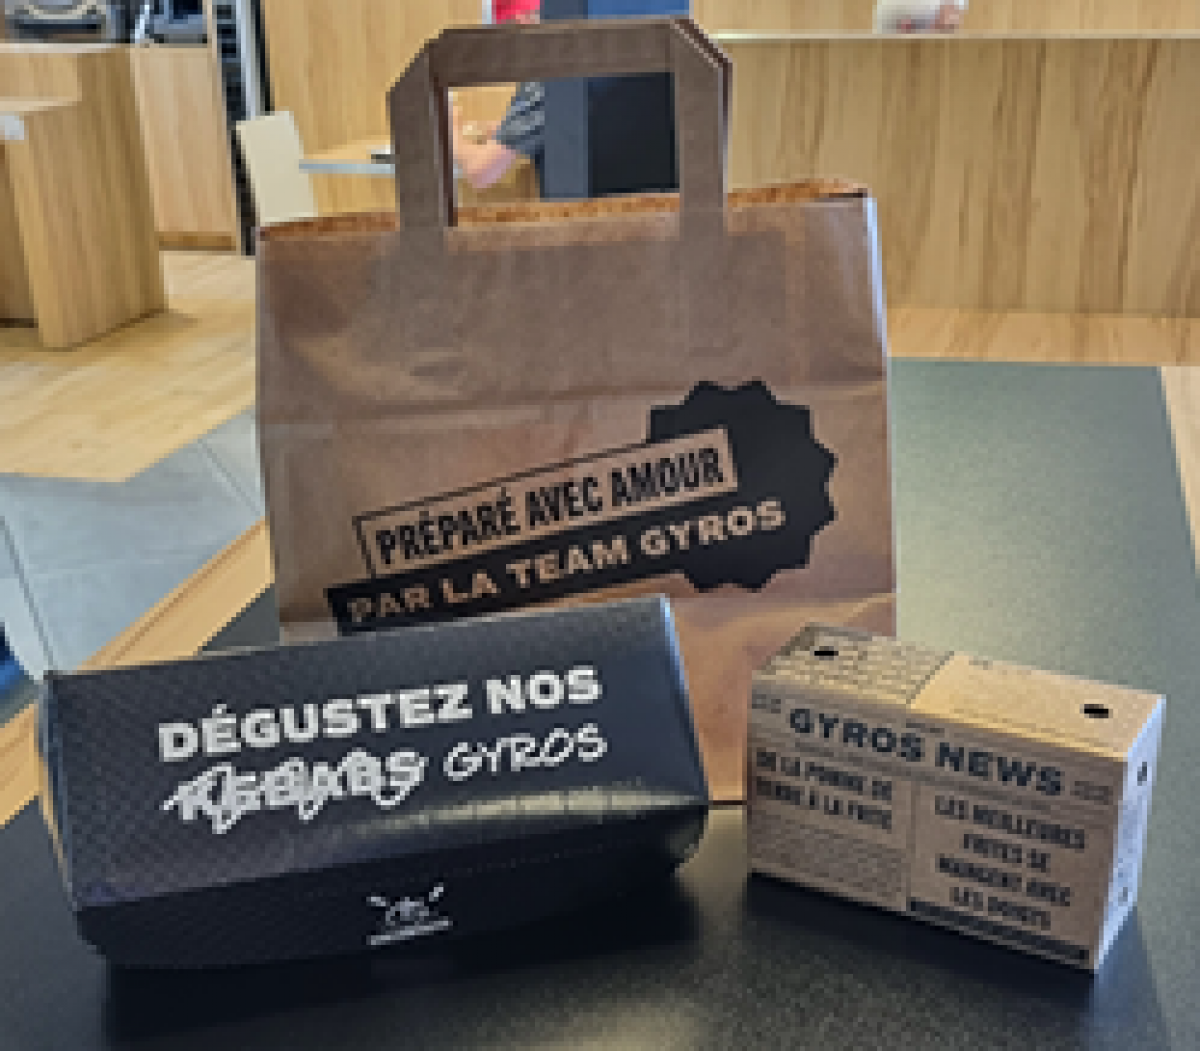 PRÉPARÉ AVEC AMOUR
PAR LA TEAM GYROS
DÉGUSTEZ NOS
KEBABS GYROS
GYROS NEWS
DE LA POMME DE
TERRE À LA FRITE
LES MEILLEURES
FRITES SE
MANGENT AVEC
LES DOIGTS